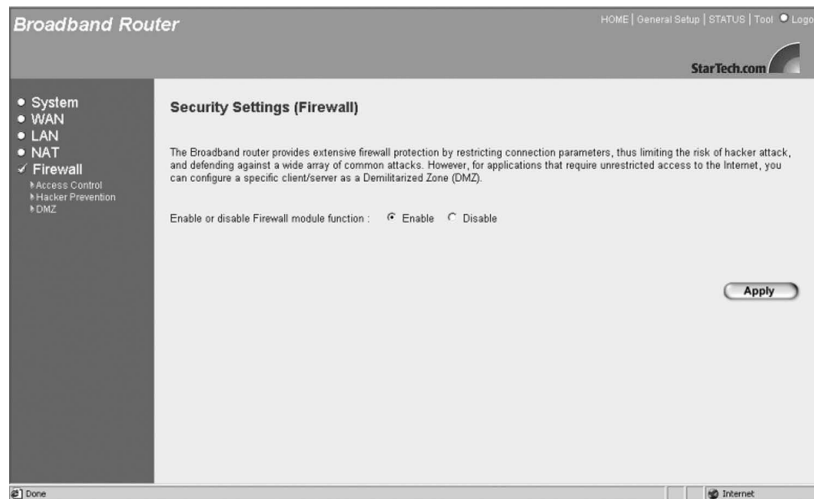 Broadband Router
HOME | General Setup | STATUS | Tool Logo
StarTech.com
System
WAN
LAN
NAT
Firewall
Access Control
Hacker Prevention
DMZ
Security Settings (Firewall)
The Broadband router provides extensive firewall protection by restricting connection parameters, thus limiting the risk of hacker attack,
and defending against a wide array of common attacks. However, for applications that require unrestricted access to the Internet, you
can configure a specific client/server as a Demilitarized Zone (DMZ).
Enable or disable Firewall module function : Enable Disable
Apply
Done Internet